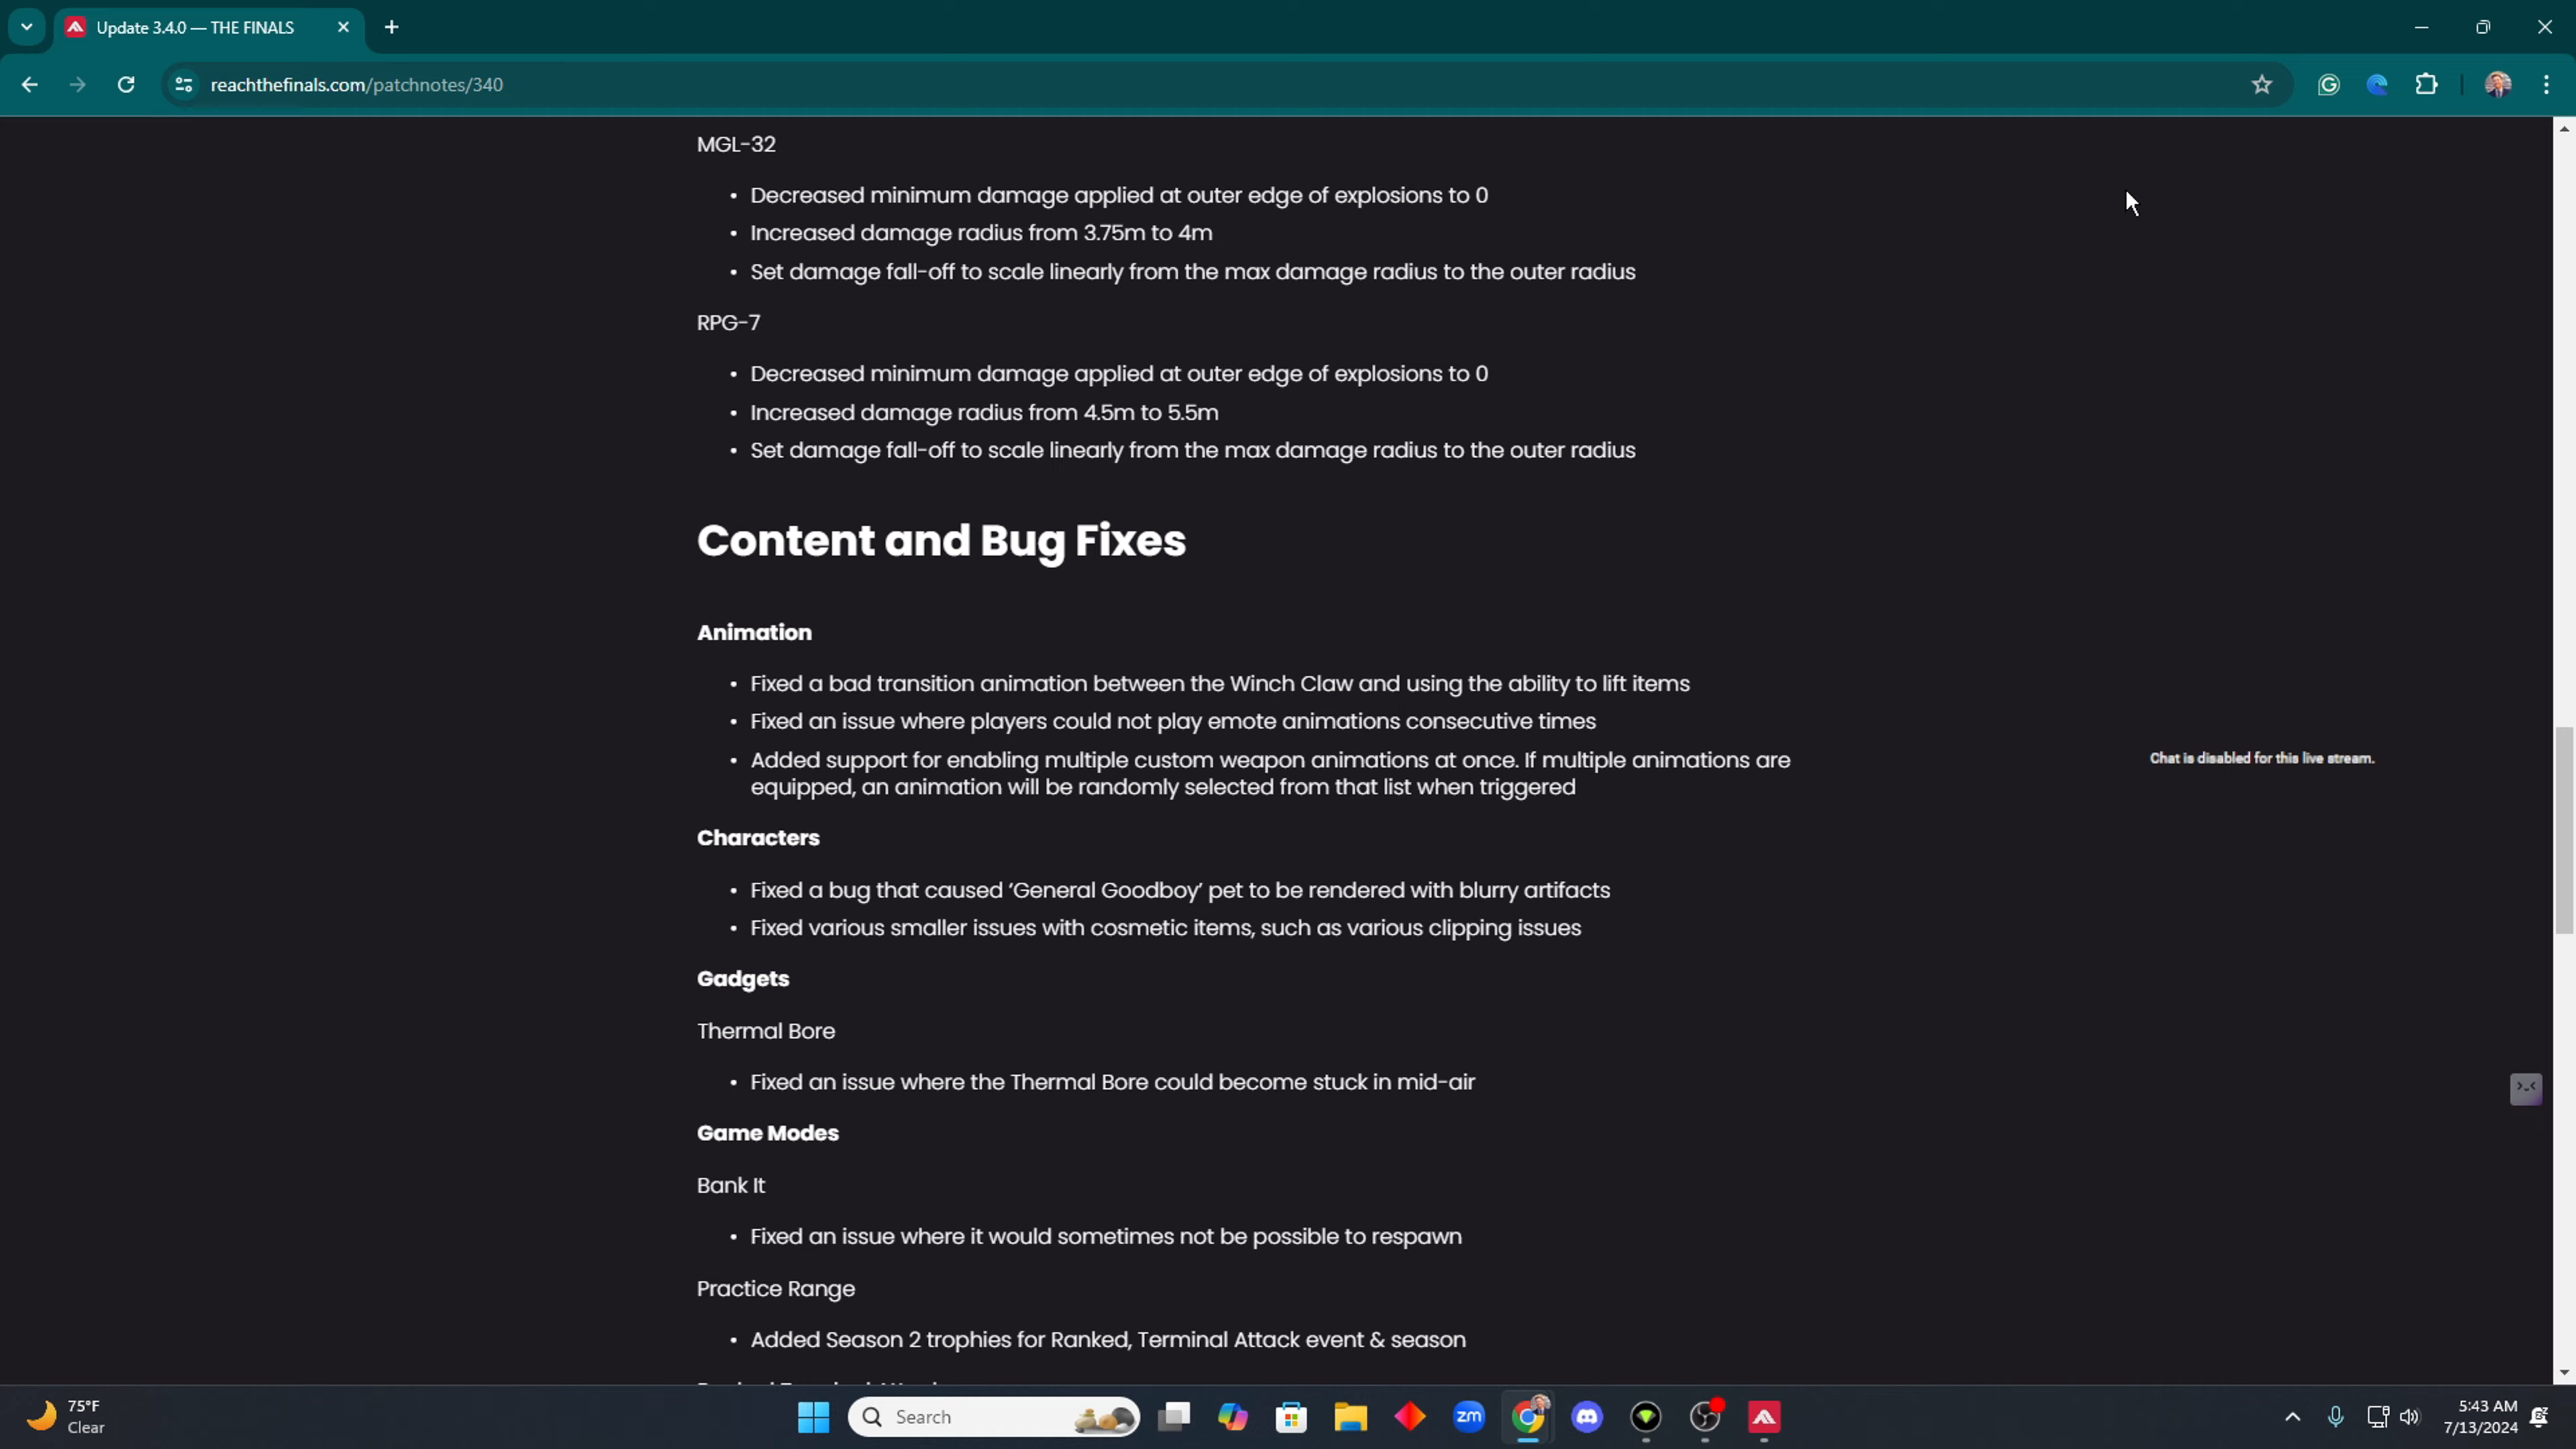 Update 3.4.0 — THE FINALS
reachthefinals.com/patchnotes/340
MGL-32
• Decreased minimum damage applied at outer edge of explosions to 0
• Increased damage radius from 3.75m to 4m
• Set damage fall-off to scale linearly from the max damage radius to the outer radius
RPG-7
• Decreased minimum damage applied at outer edge of explosions to 0
• Increased damage radius from 4.5m to 5.5m
• Set damage fall-off to scale linearly from the max damage radius to the outer radius
Content and Bug Fixes
Animation
• Fixed a bad transition animation between the Winch Claw and using the ability to lift items
• Fixed an issue where players could not play emote animations consecutive times
• Added support for enabling multiple custom weapon animations at once. If multiple animations are
equipped, an animation will be randomly selected from that list when triggered
Chat is disabled for this live stream.
Characters
• Fixed a bug that caused ‘General Goodboy’ pet to be rendered with blurry artifacts
• Fixed various smaller issues with cosmetic items, such as various clipping issues
Gadgets
Thermal Bore
• Fixed an issue where the Thermal Bore could become stuck in mid-air
Game Modes
Bank It
• Fixed an issue where it would sometimes not be possible to respawn
Practice Range
• Added Season 2 trophies for Ranked, Terminal Attack event & season
75°F
Clear
Search
zm
5:43 AM
7/13/2024